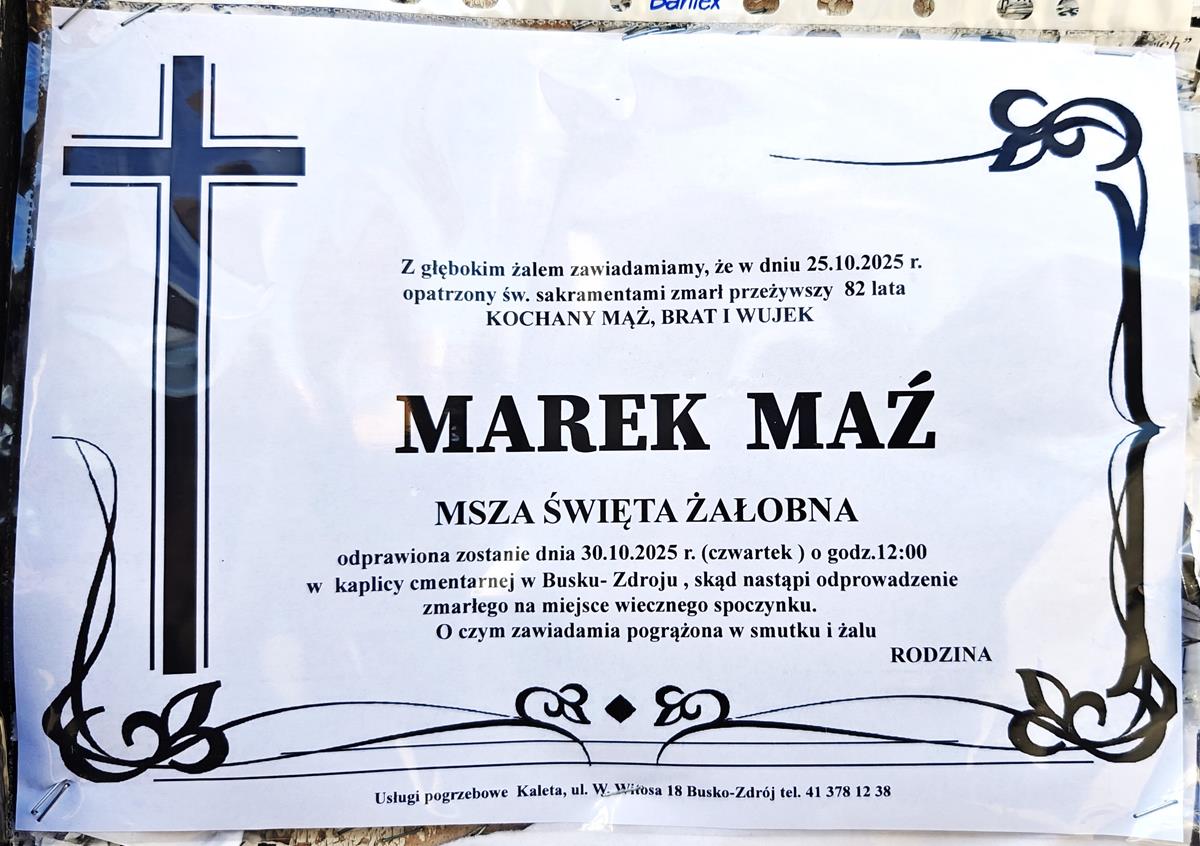 Daniex
ch"
Z głębokim żalem zawiadamiamy, że w dniu 25.10.2025 r.
opatrzony św. sakramentami zmarł przeżywszy 82 lata
KOCHANY MĄŻ, BRAT I WUJEK
MAREK MAŹ
MSZA ŚWIĘTA ŻAŁOBNA
odprawiona zostanie dnia 30.10.2025 r. (czwartek ) o godz.12:00
w kaplicy cmentarnej w Busku- Zdroju , skąd nastąpi odprowadzenie
zmarłego na miejsce wiecznego spoczynku.
O czym zawiadamia pogrążona w smutku i żalu
RODZINA
Usługi pogrzebowe Kaleta, ul. W. Witosa 18 Busko-Zdrój tel. 41 378 12 38